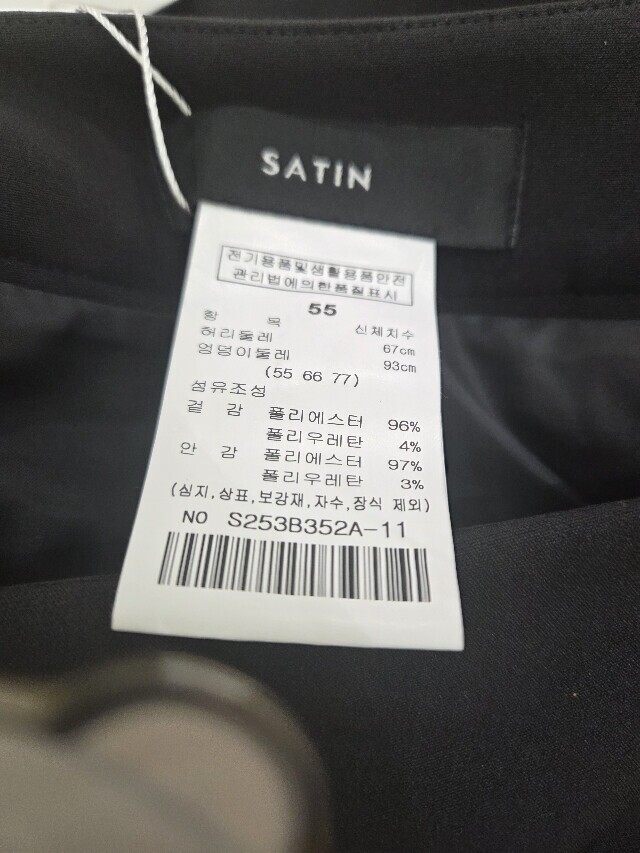 SATIN
전기용품및생활용품안전
관리법에의한품질표시
55
항 목 신체치수
허리둘레 67cm
엉덩이둘레 93cm
(55 66 77)
섬유조성
겉 감 폴리에스터 96%
폴리우레탄 4%
안 감 폴리에스터 97%
폴리우레탄 3%
(심지,상표,보강재,자수,장식 제외)
NO S253B352A-11